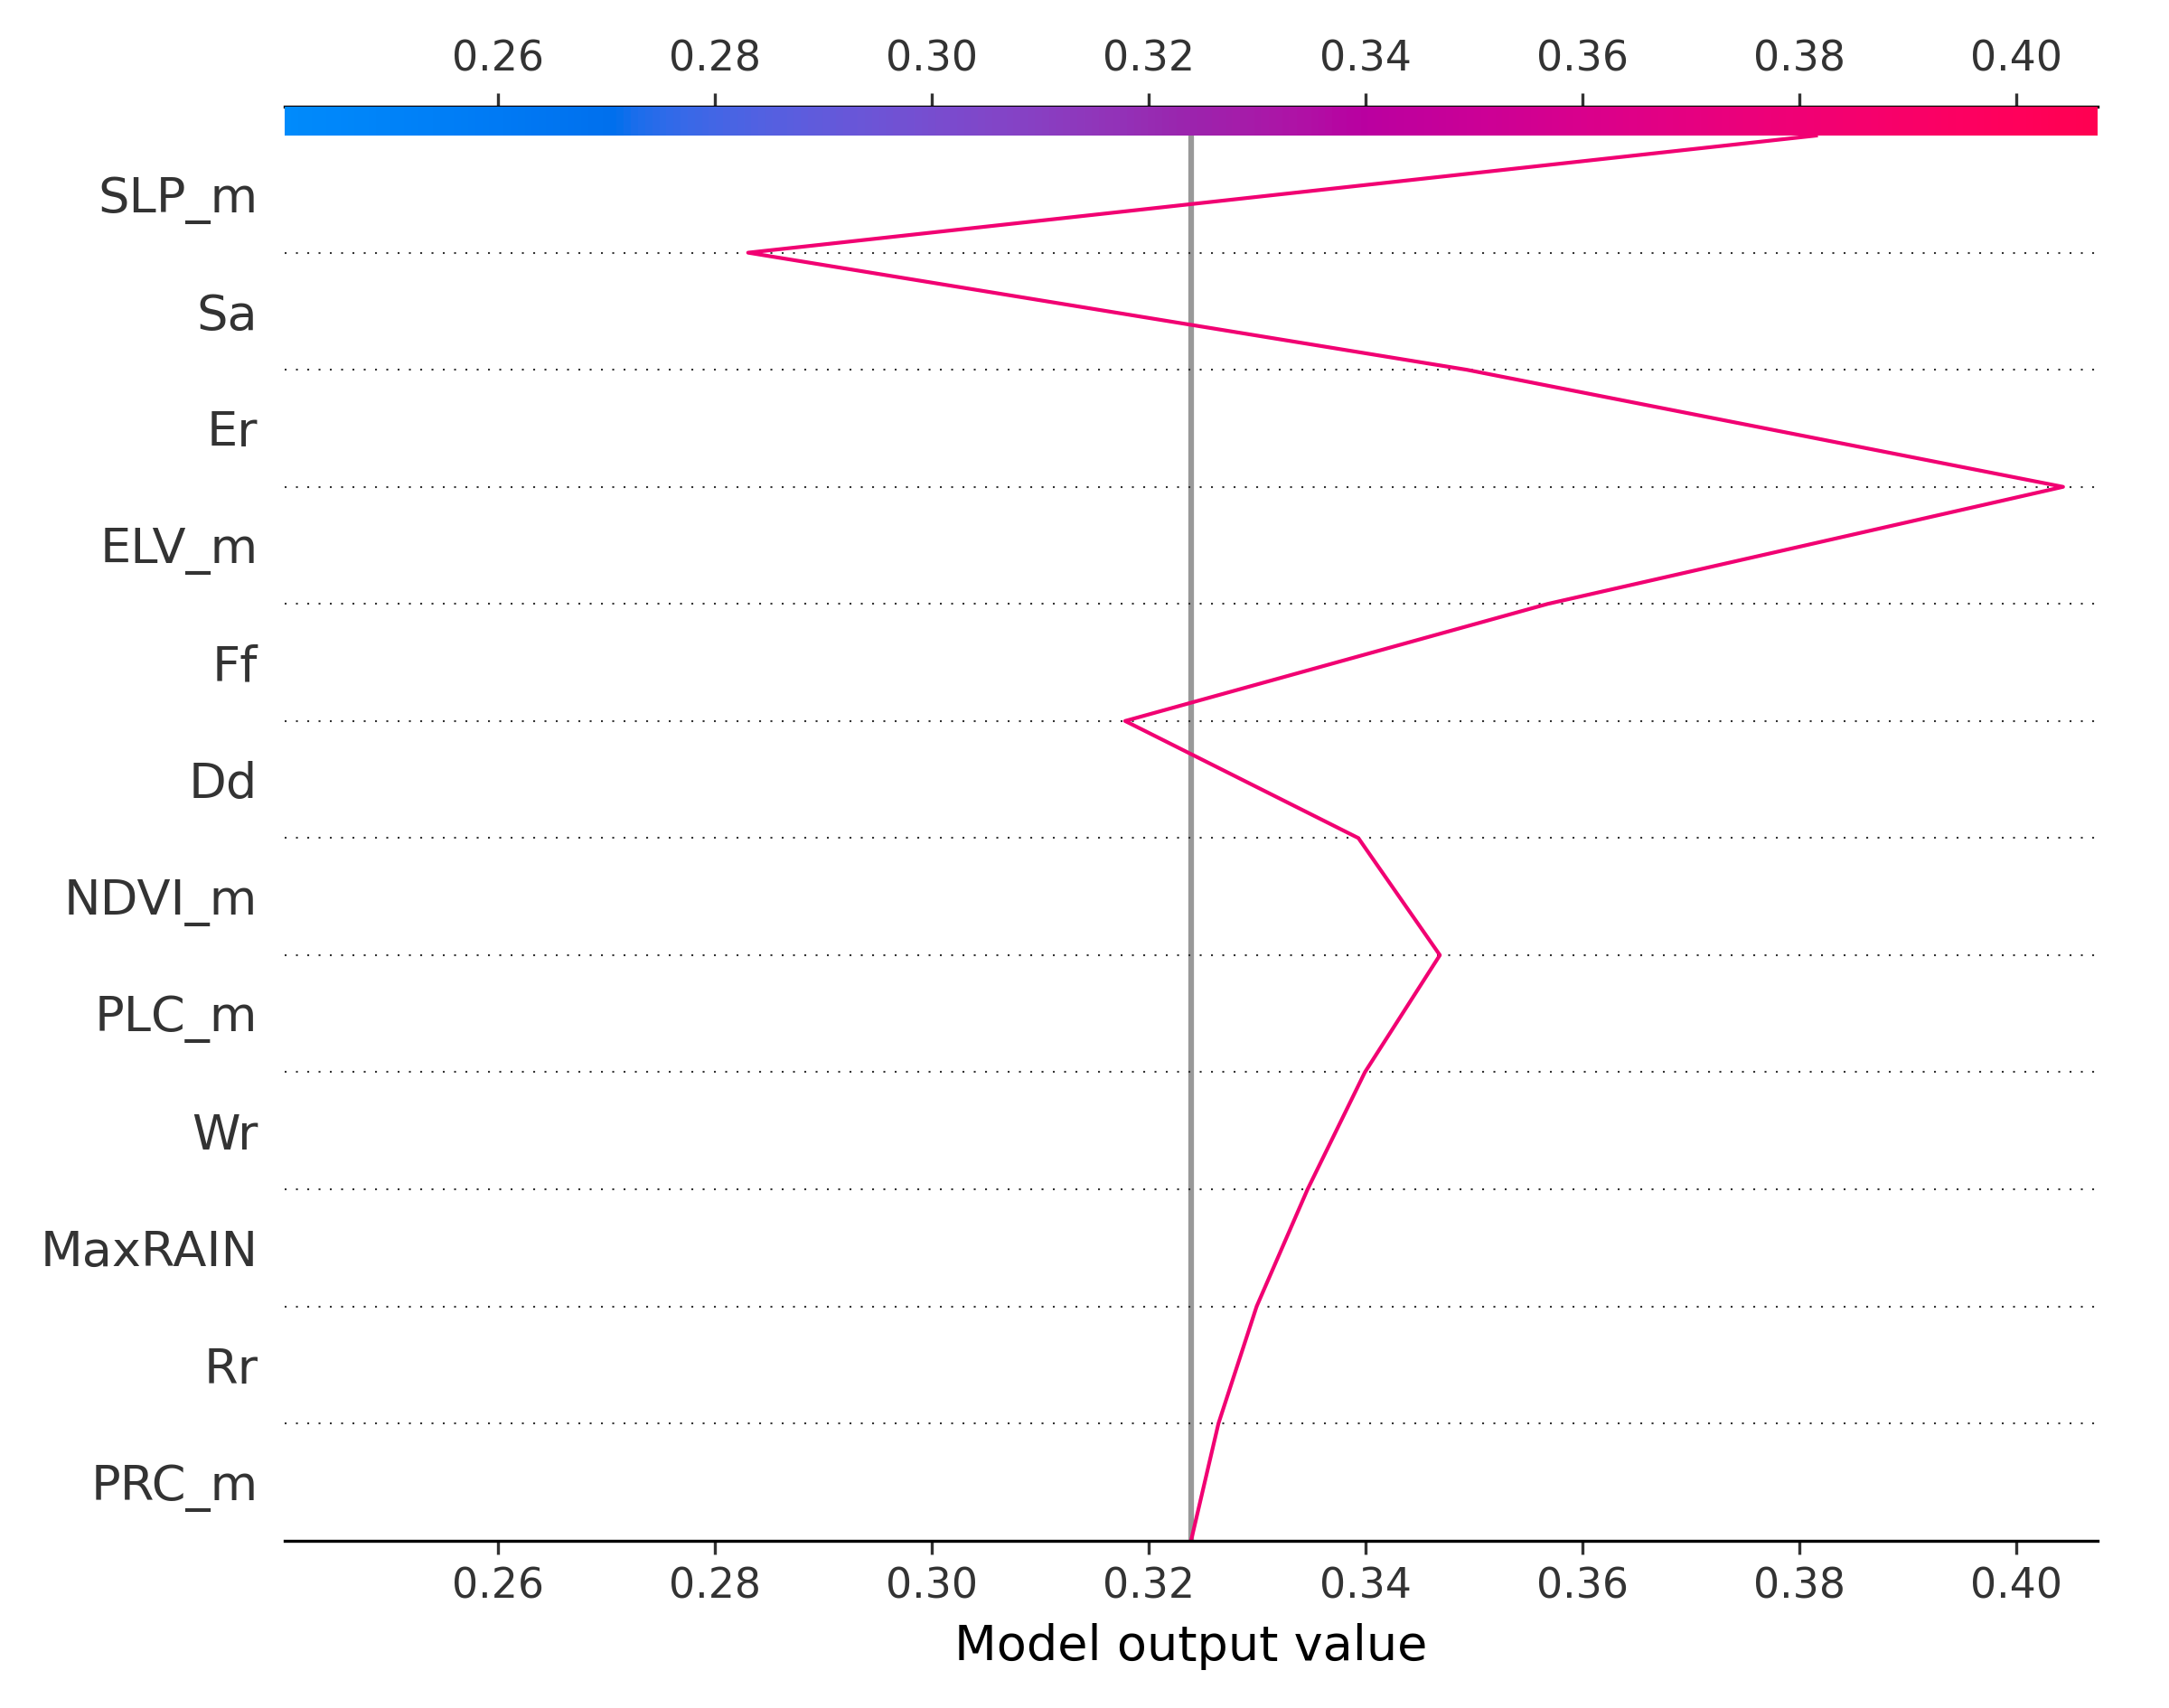 0.26 0.28 0.30 0.32 0.34 0.36 0.38 0.40
SLP_m
Sa
Er
ELV_m
Ff
Dd
NDVI_m
PLC_m
Wr
MaxRAIN
Rr
PRC_m
0.26 0.28 0.30 0.32 0.34 0.36 0.38 0.40
Model output value